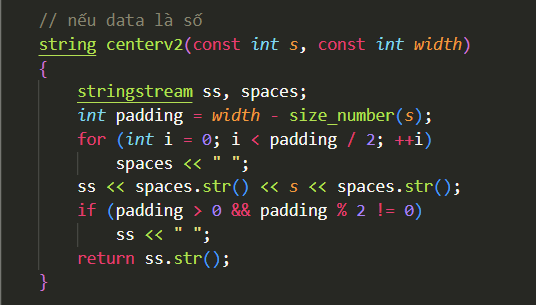 // nếu data là số
string centerv2(const int s, const int width)
{
stringstream ss, spaces;
int padding = width - size_number(s);
for (int i = 0; i < padding / 2; ++i)
spaces << " ";
ss << spaces.str() << s << spaces.str();
if (padding > 0 && padding % 2 != 0)
ss << " ";
return ss.str();
}